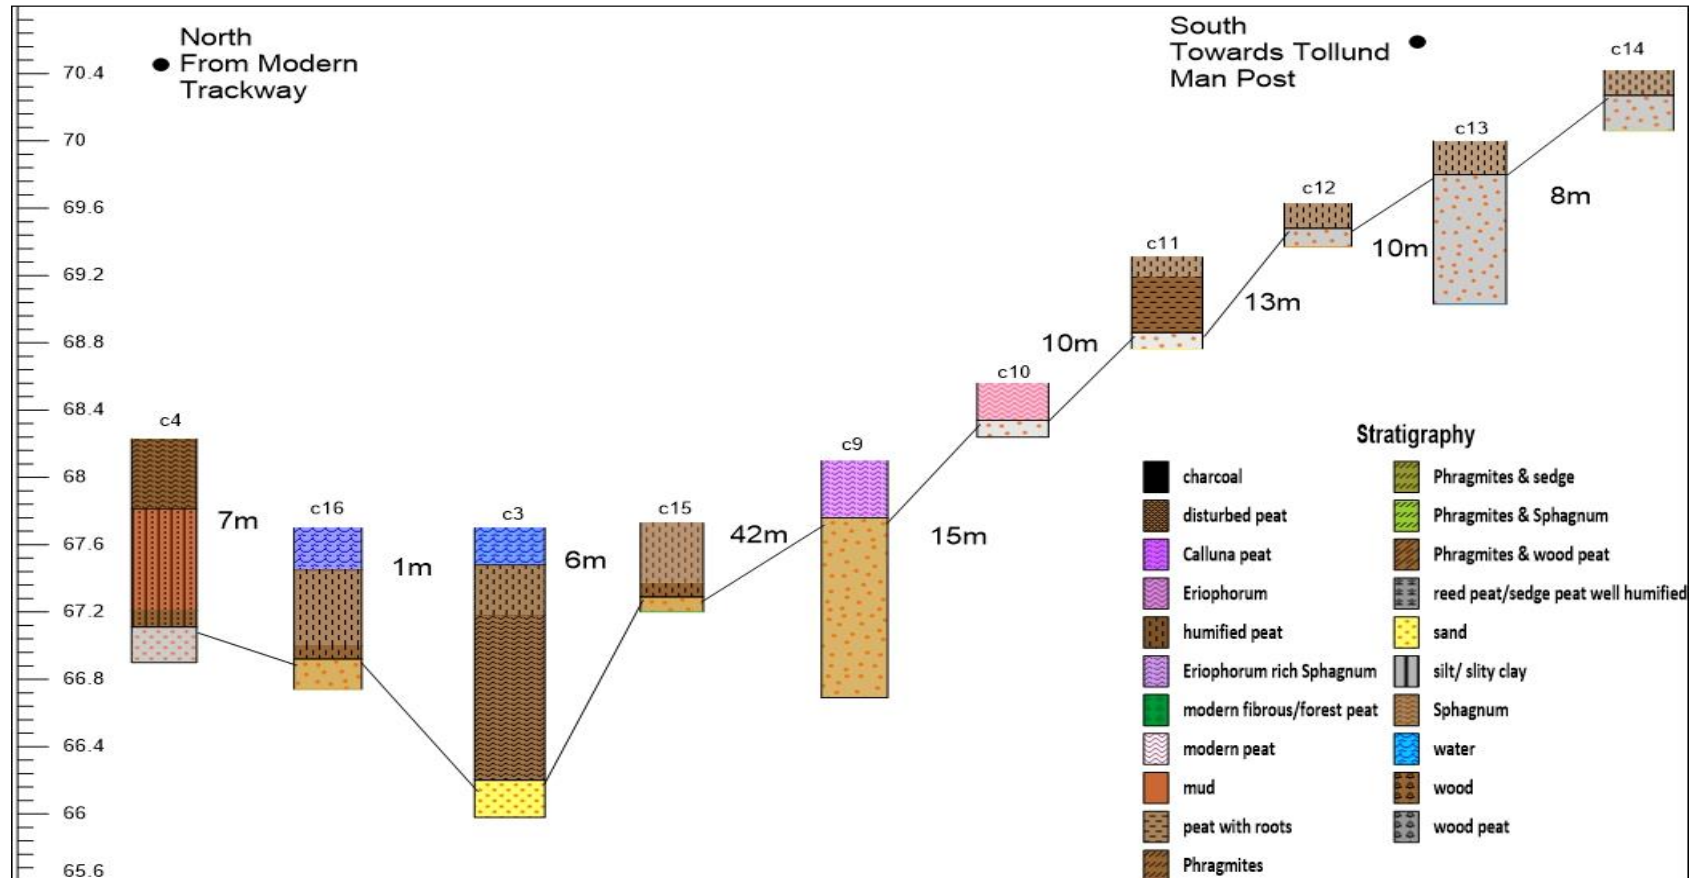 North
From Modern
Trackway
South
Towards Tollund
Man Post
70.4
70
69.6
69.2
68.8
68.4
68
67.6
67.2
66.8
66.4
66
65.6
c4
c16
c3
c15
c9
c10
c11
c12
c13
c14
7m
1m
6m
42m
15m
10m
13m
10m
8m
Stratigraphy
charcoal
disturbed peat
Calluna peat
Eriophorum
humified peat
Eriophorum rich Sphagnum
modern fibrous/forest peat
modern peat
mud
peat with roots
Phragmites
Phragmites & sedge
Phragmites & Sphagnum
Phragmites & wood peat
reed peat/sedge peat well humified
sand
silt/ slity clay
Sphagnum
water
wood
wood peat